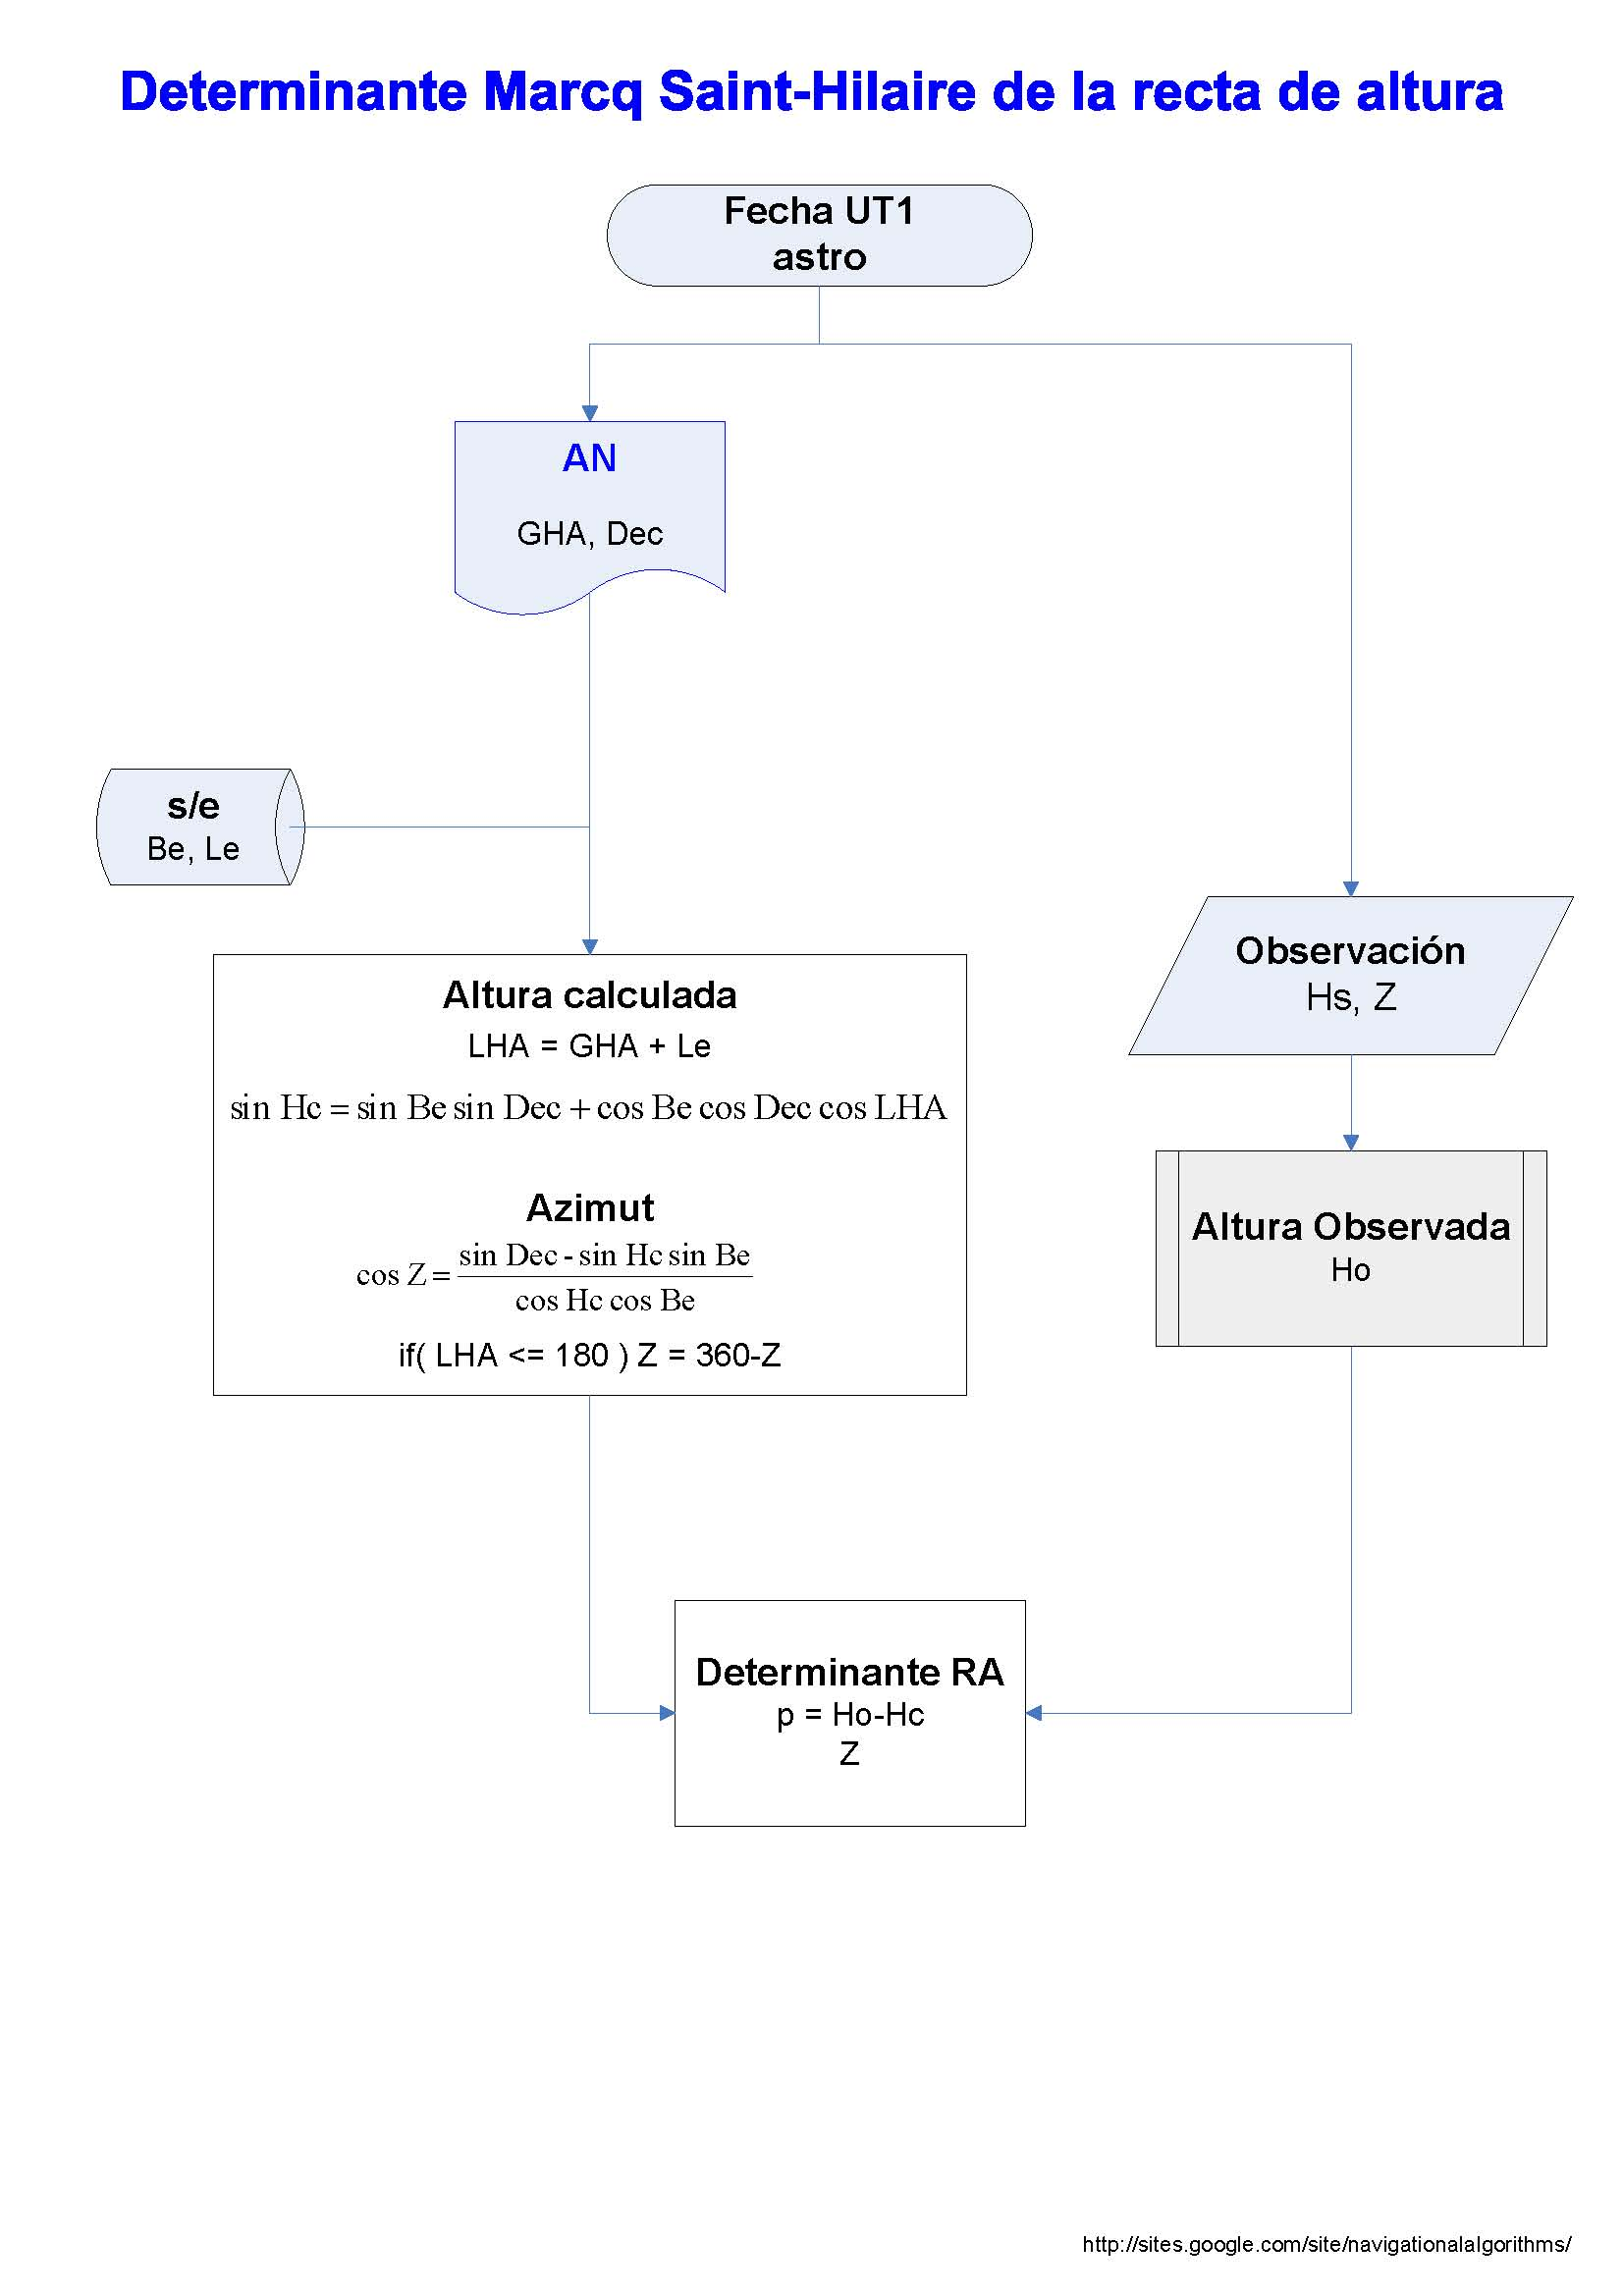 Determinante Marcq Saint-Hilaire de la recta de altura
Fecha UT1
astro
AN
GHA, Dec
s/e
Be, Le
Observación
Hs, Z
Altura calculada
LHA = GHA + Le
sin Hc = sin Be sin Dec + cos Be cos Dec cos LHA
Altura Observada
Ho
Azimut
cos Z = (sin Dec - sin Hc sin Be) / (cos Hc cos Be)
if( LHA <= 180 ) Z = 360-Z
Determinante RA
p = Ho-Hc
Z
http://sites.google.com/site/navigationalalgorithms/